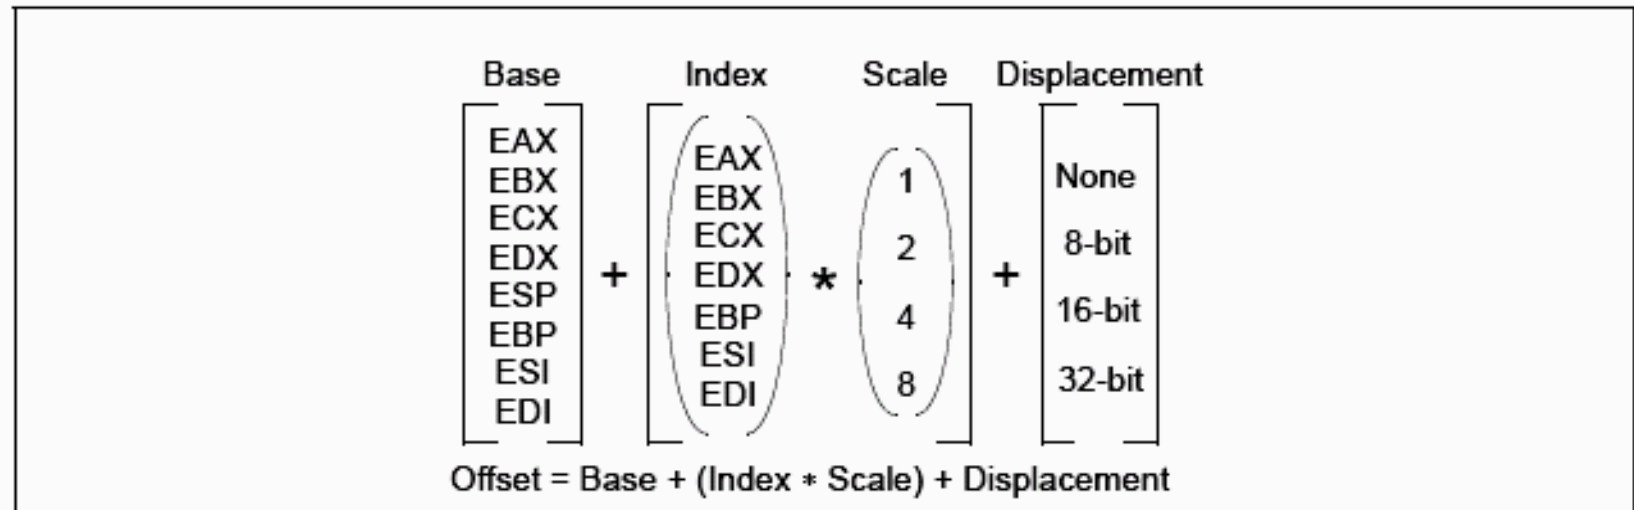 Base Index Scale Displacement
EAX
EBX
ECX
EDX
ESP
EBP
ESI
EDI
+
EAX
EBX
ECX
EDX
EBP
ESI
EDI
*
1
2
4
8
+
None
8-bit
16-bit
32-bit
Offset = Base + (Index * Scale) + Displacement